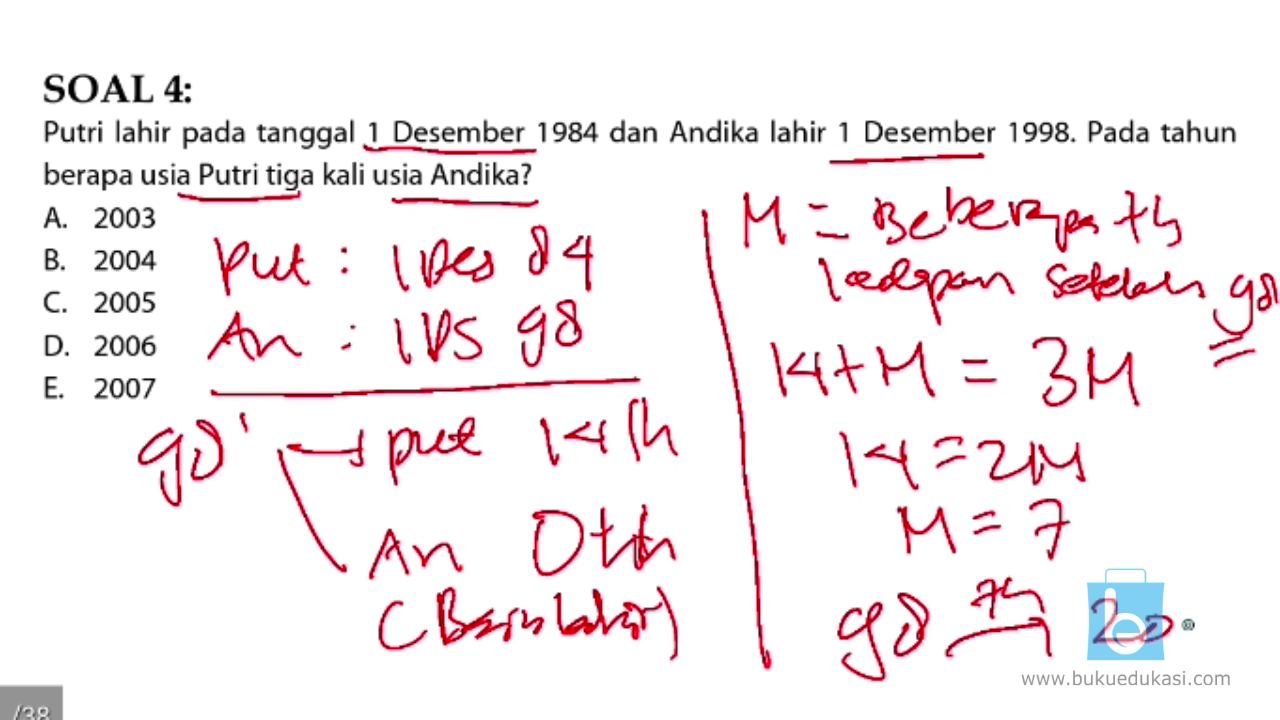 SOAL 4:
Putri lahir pada tanggal 1 Desember 1984 dan Andika lahir 1 Desember 1998. Pada tahun
berapa usia Putri tiga kali usia Andika?
A. 2003
B. 2004
C. 2005
D. 2006
E. 2007
Put : 1 Des 84
An : 1 DS 98
98' → put 14 th
An 0 th
(Baru lahir)
M = Beberapa th
kedepan setelah 98
14+M = 3M
14=2M
M = 7
98 7th 20
www.bukuedukasi.com
/38